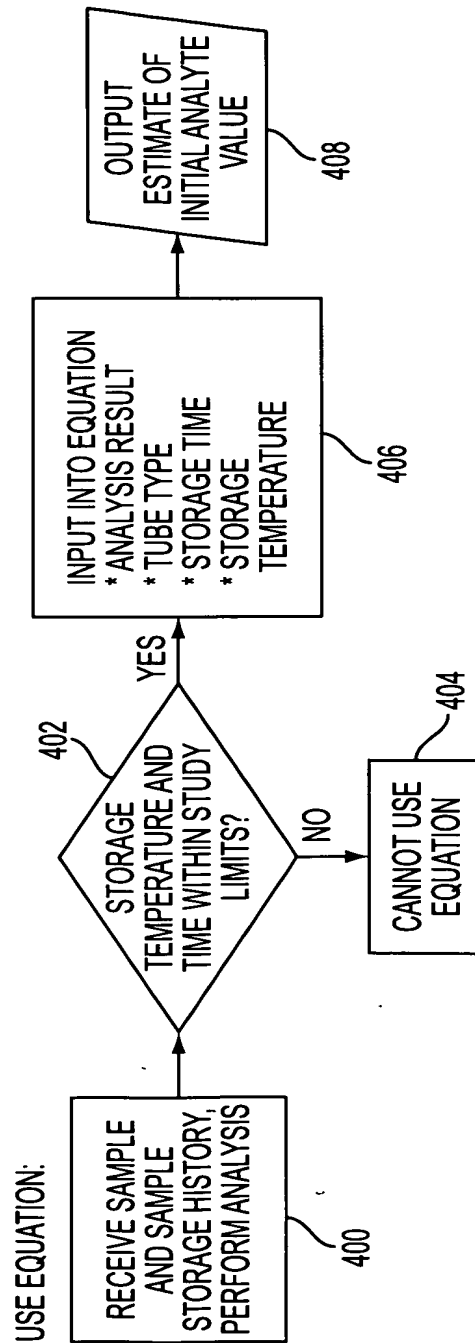 USE EQUATION:
RECEIVE SAMPLE
AND SAMPLE
STORAGE HISTORY,
PERFORM ANALYSIS
400
402
STORAGE
TEMPERATURE AND
TIME WITHIN STUDY
LIMITS?
YES
NO
CANNOT USE
EQUATION
404
INPUT INTO EQUATION
* ANALYSIS RESULT
* TUBE TYPE
* STORAGE TIME
* STORAGE
TEMPERATURE
406
OUTPUT
ESTIMATE OF
INITIAL ANALYTE
VALUE
408